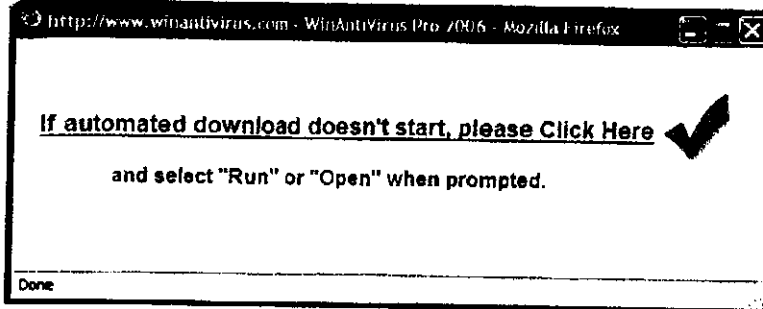 http://www.winantivirus.com - WinAntiVirus Pro 2006 - Mozilla Firefox
If automated download doesn't start, please Click Here
and select "Run" or "Open" when prompted.
Done